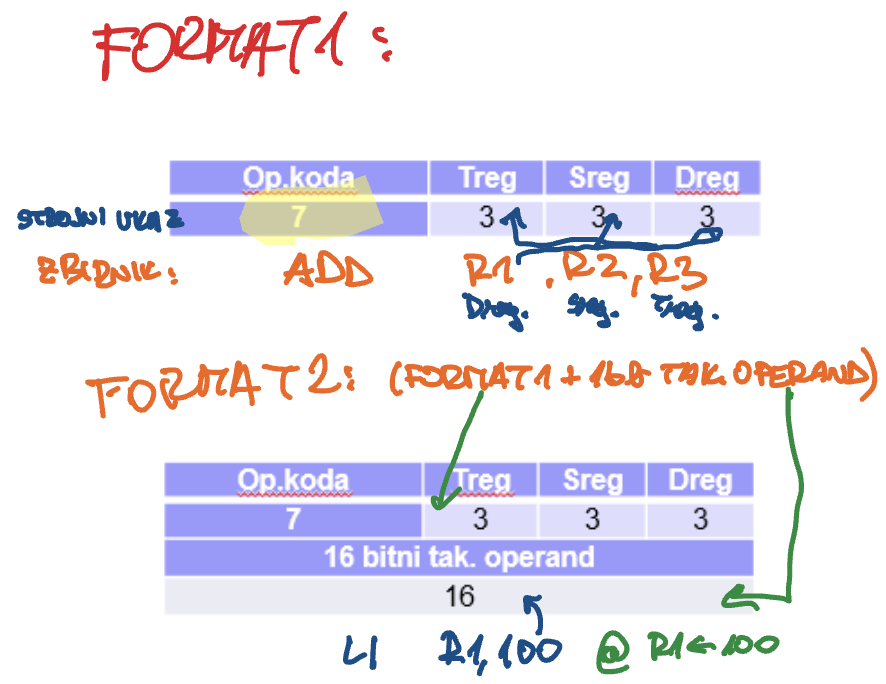 FORMAT1:
Op.koda Treg Sreg Dreg
STROJNI UKAZ 7 3 3 3
ZBIRNIK: ADD R1, R2, R3
Dreg. Sreg. Treg.
FORMAT2: (FORMAT1 + 16b TAK. OPERAND)
Op.koda Treg Sreg Dreg
7 3 3 3
16 bitni tak. operand
16
LI R1, 100 @ R1←100